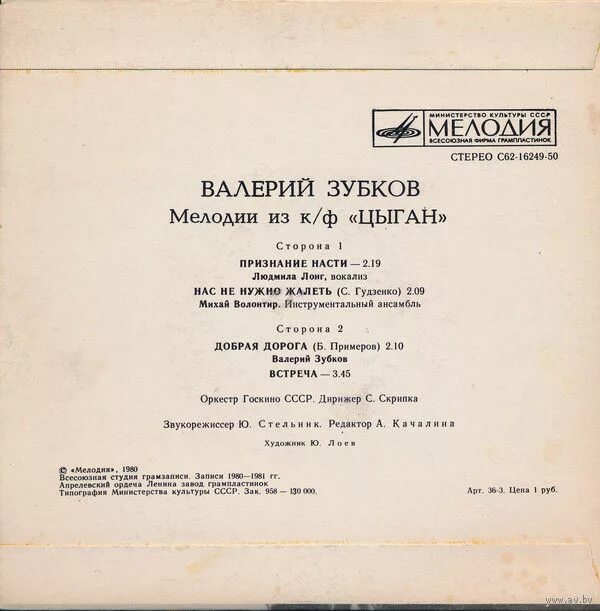 МИНИСТЕРСТВО КУЛЬТУРЫ СССР
МЕЛОДИЯ
ВСЕСОЮЗНАЯ ФИРМА ГРАМПЛАСТИНОК
СТЕРЕО С62-16249-50
ВАЛЕРИЙ ЗУБКОВ
Мелодии из к/ф «ЦЫГАН»
Сторона 1
ПРИЗНАНИЕ НАСТИ — 2.19
Людмила Лонг, вокализ
НАС НЕ НУЖНО ЖАЛЕТЬ (С. Гудзенко) 2.09
Михай Волонтир. Инструментальный ансамбль
Сторона 2
ДОБРАЯ ДОРОГА (Б. Примеров) 2.10
Валерий Зубков
ВСТРЕЧА — 3.45
Оркестр Госкино СССР. Дирижер С. Скрипка
Звукорежиссер Ю. Стельник. Редактор А. Качалина
Художник Ю. Лоев
© «Мелодия», 1980
Всесоюзная студия грамзаписи. Записи 1980—1981 гг.
Апрелевский ордена Ленина завод грампластинок
Типография Министерства культуры СССР. Зак. 958 — 130 000.
Арт. 36-3. Цена 1 руб.
www.ay.by